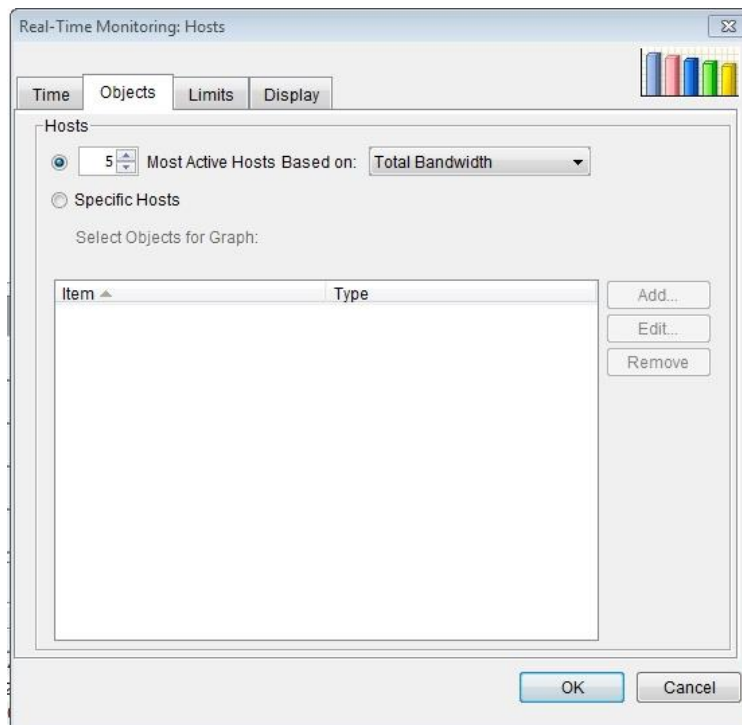 Real-Time Monitoring: Hosts
Time Objects Limits Display
Hosts
5 Most Active Hosts Based on: Total Bandwidth
Specific Hosts
Select Objects for Graph:
Item Type
Add...
Edit...
Remove
OK Cancel